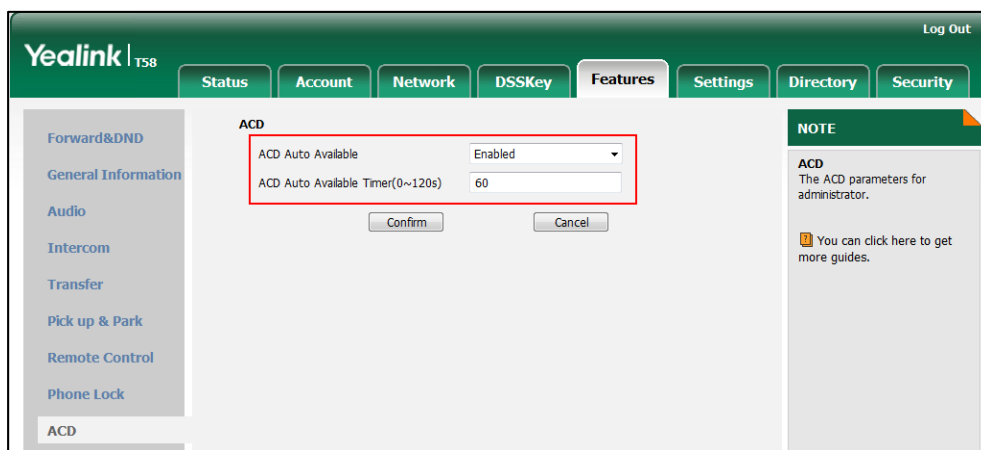 Log Out
Yealink T58
Status Account Network DSSKey Features Settings Directory Security
Forward&DND
General Information
Audio
Intercom
Transfer
Pick up & Park
Remote Control
Phone Lock
ACD
ACD
ACD Auto Available Enabled
ACD Auto Available Timer(0~120s) 60
Confirm Cancel
NOTE
ACD
The ACD parameters for
administrator.
? You can click here to get
more guides.